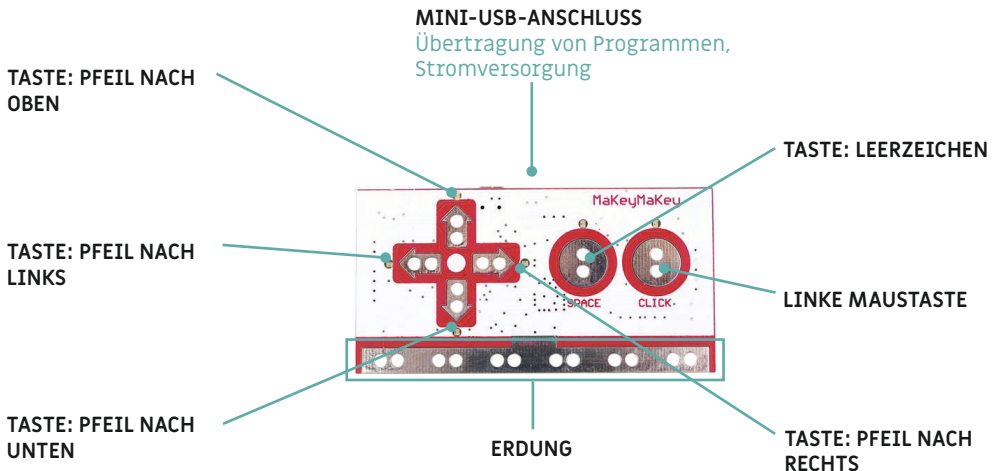 MINI-USB-ANSCHLUSS
Übertragung von Programmen,
Stromversorgung
TASTE: PFEIL NACH
OBEN
TASTE: LEERZEICHEN
MaKeyMaKey
TASTE: PFEIL NACH
LINKS
SPACE
CLICK
LINKE MAUSTASTE
TASTE: PFEIL NACH
UNTEN
ERDUNG
TASTE: PFEIL NACH
RECHTS